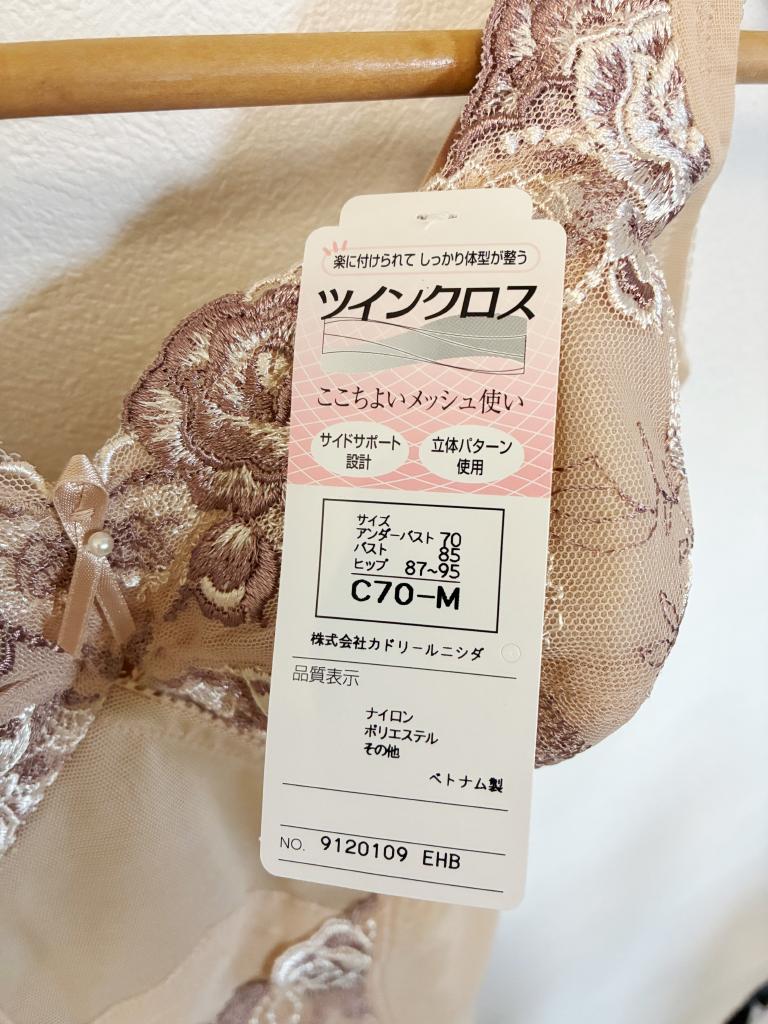 楽に付けられて しっかり体型が整う
ツインクロス
ここちよいメッシュ使い
サイドサポート
設計
立体パターン
使用
サイズ
アンダーバスト 70
バスト 85
ヒップ 87~95
C70-M
株式会社カドリールニシダ
品質表示
ナイロン
ポリエステル
その他
ベトナム製
NO. 9120109 EHB